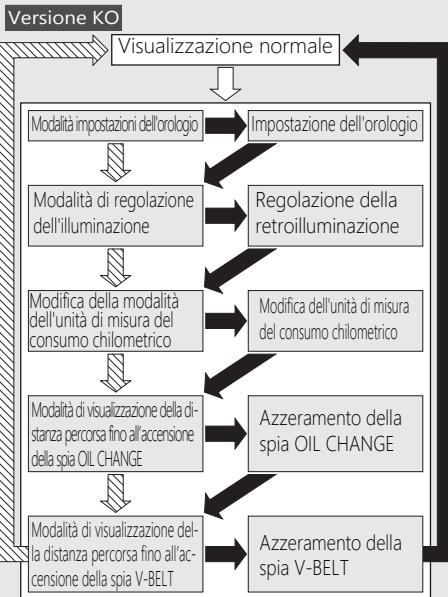 Versione KO
Visualizzazione normale
Modalità impostazioni dell'orologio
Impostazione dell'orologio
Modalità di regolazione
dell'illuminazione
Regolazione della
retroilluminazione
Modifica della modalità
dell'unità di misura del
consumo chilometrico
Modifica dell'unità di misura
del consumo chilometrico
Modalità di visualizzazione della di-
stanza percorsa fino all'accensione
della spia OIL CHANGE
Azzeramento della
spia OIL CHANGE
Modalità di visualizzazione del-
la distanza percorsa fino all'ac-
censione della spia V-BELT
Azzeramento della
spia V-BELT